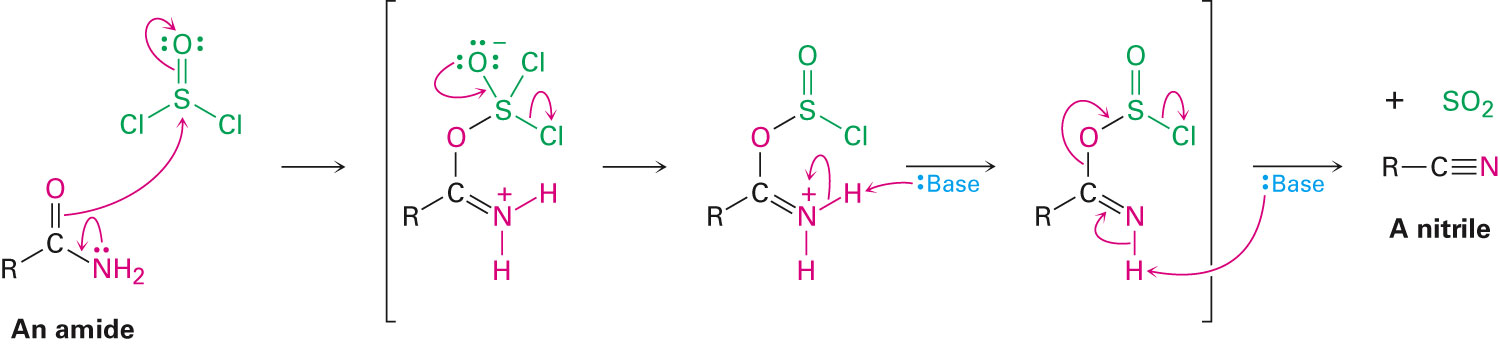 O
S
Cl
Cl
O
C
R
NH2
An amide
O −
Cl
S
Cl
O
C
+
H
R
N
H
O
S
Cl
O
C
+
H
R
N
H
:Base
O
S
Cl
O
C
R
N
H
:Base
+ SO2
R—C≡N
A nitrile